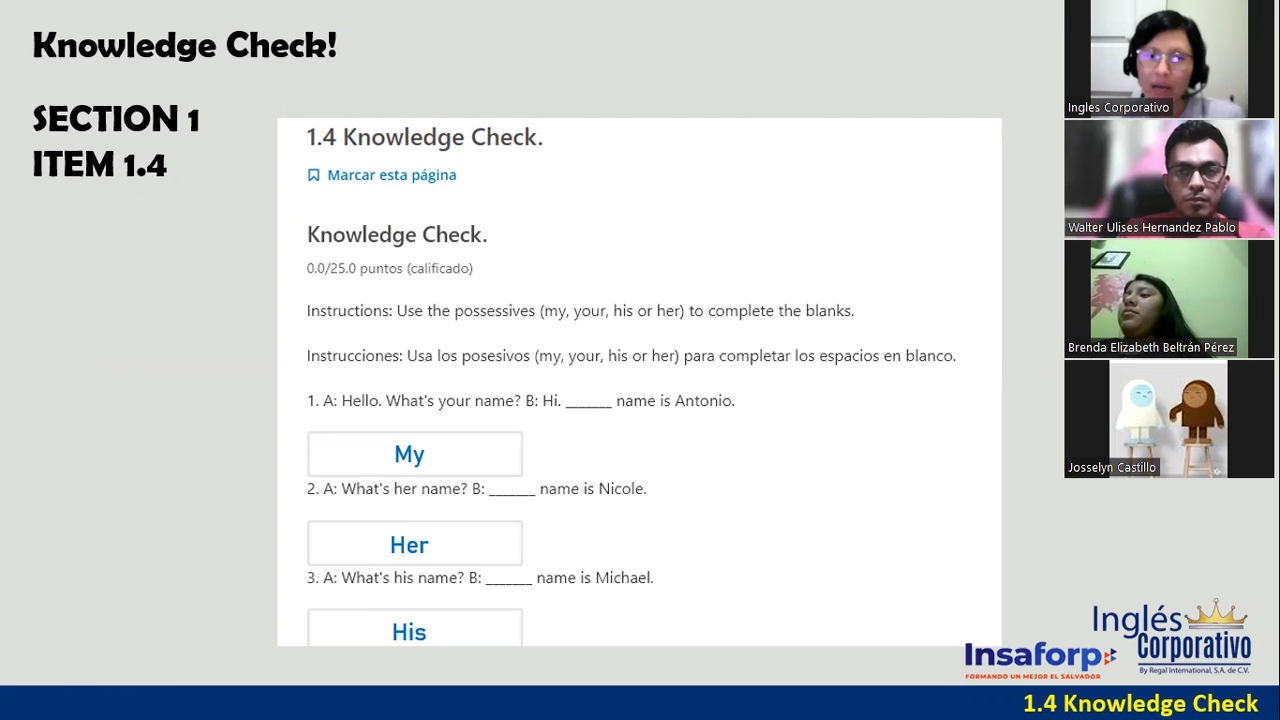 Knowledge Check!
SECTION 1
ITEM 1.4
1.4 Knowledge Check.
Marcar esta página
Knowledge Check.
0.0/25.0 puntos (calificado)
Instructions: Use the possessives (my, your, his or her) to complete the blanks.
Instrucciones: Usa los posesivos (my, your, his or her) para completar los espacios en blanco.
1. A: Hello. What's your name? B: Hi. _______ name is Antonio.
My
2. A: What's her name? B: _______ name is Nicole.
Her
3. A: What's his name? B: _______ name is Michael.
His
Ingles Corporativo
Walter Ulises Hernandez Pablo
Brenda Elizabeth Beltrán Pérez
Josselyn Castillo
Insaforp
FORMANDO UN MEJOR EL SALVADOR
Inglés
Corporativo
By Regal International, S.A. de C.V.
1.4 Knowledge Check